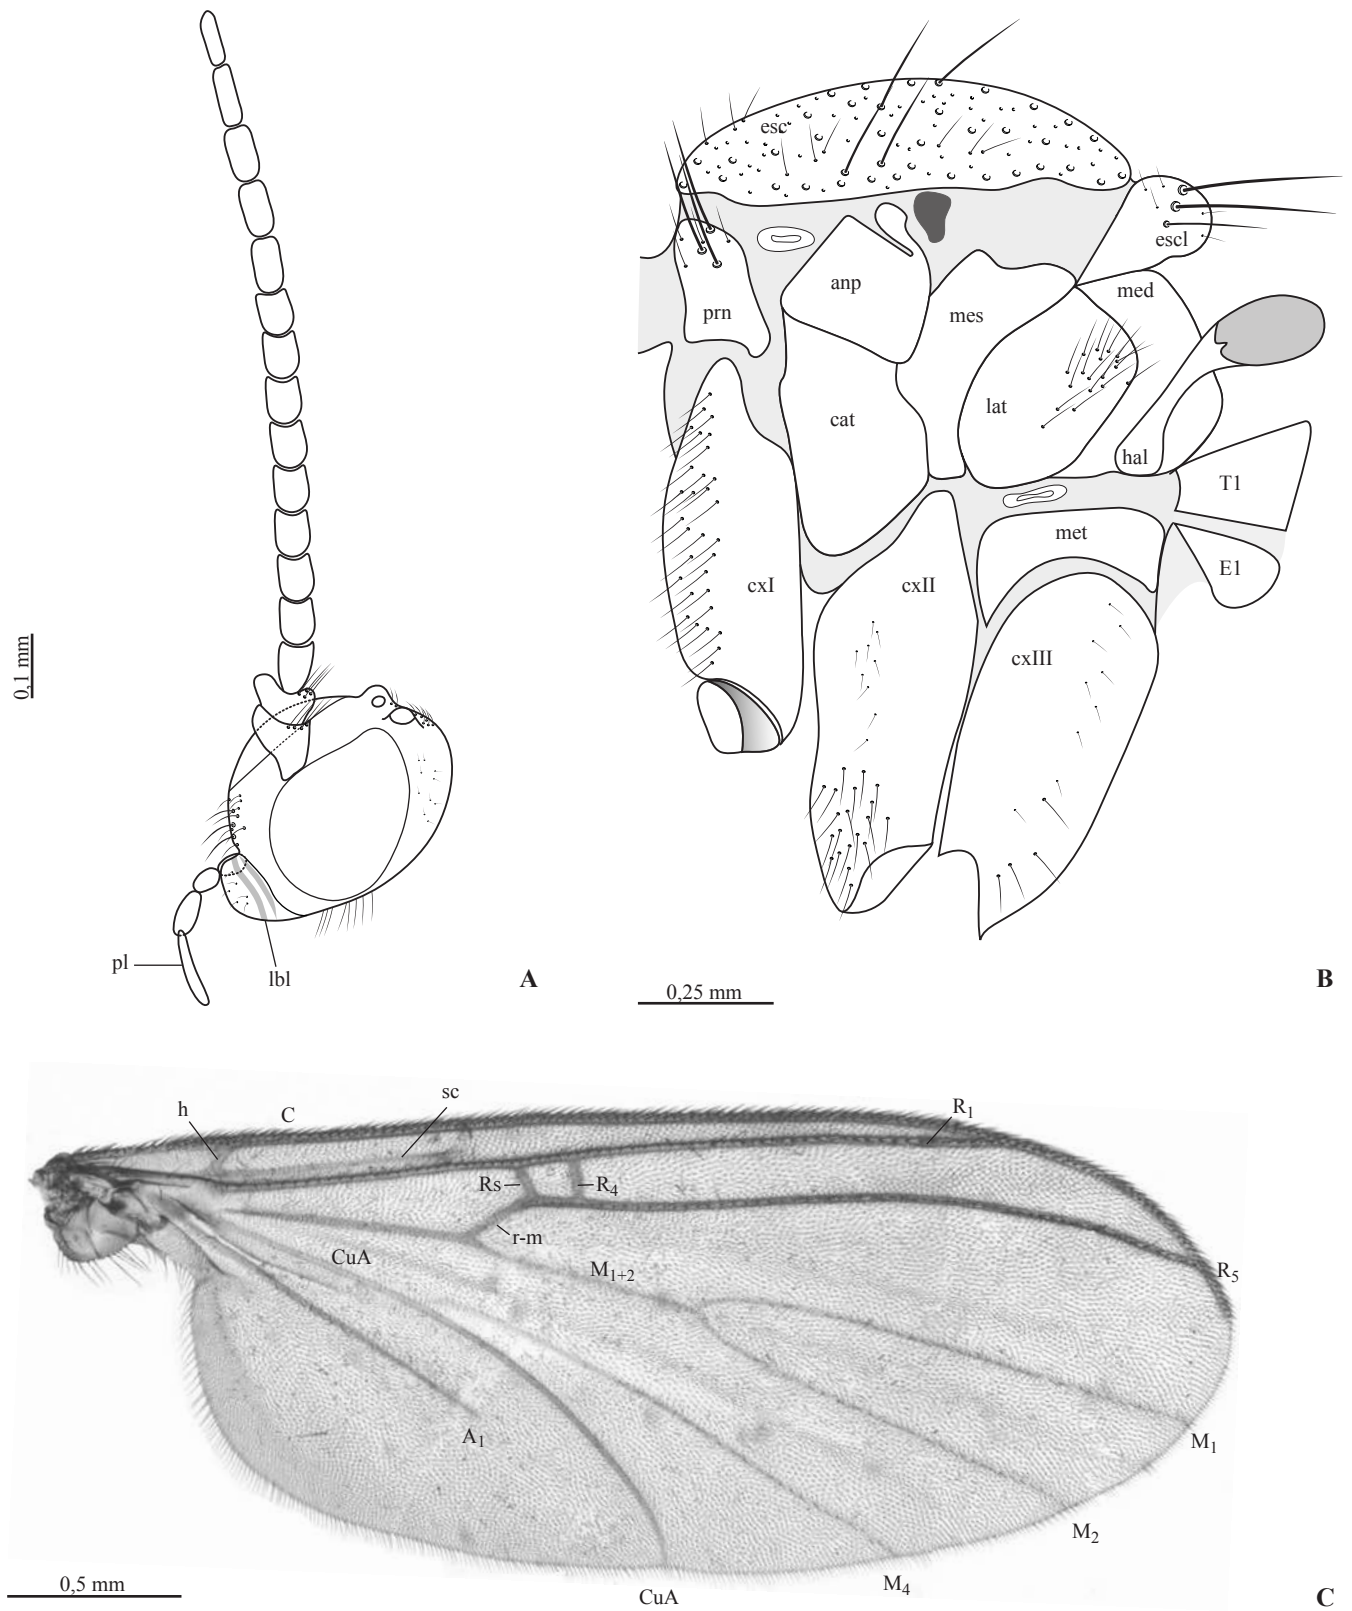 esc
escl
prn
anp
mes
med
cat
lat
hal
T1
met
E1
cxI
cxII
cxIII
0,1 mm
pl
lbl
A
0,25 mm
B
h
C
sc
R1
Rs
R4
r-m
CuA
M1+2
R5
A1
M1
M2
M4
CuA
0,5 mm
C